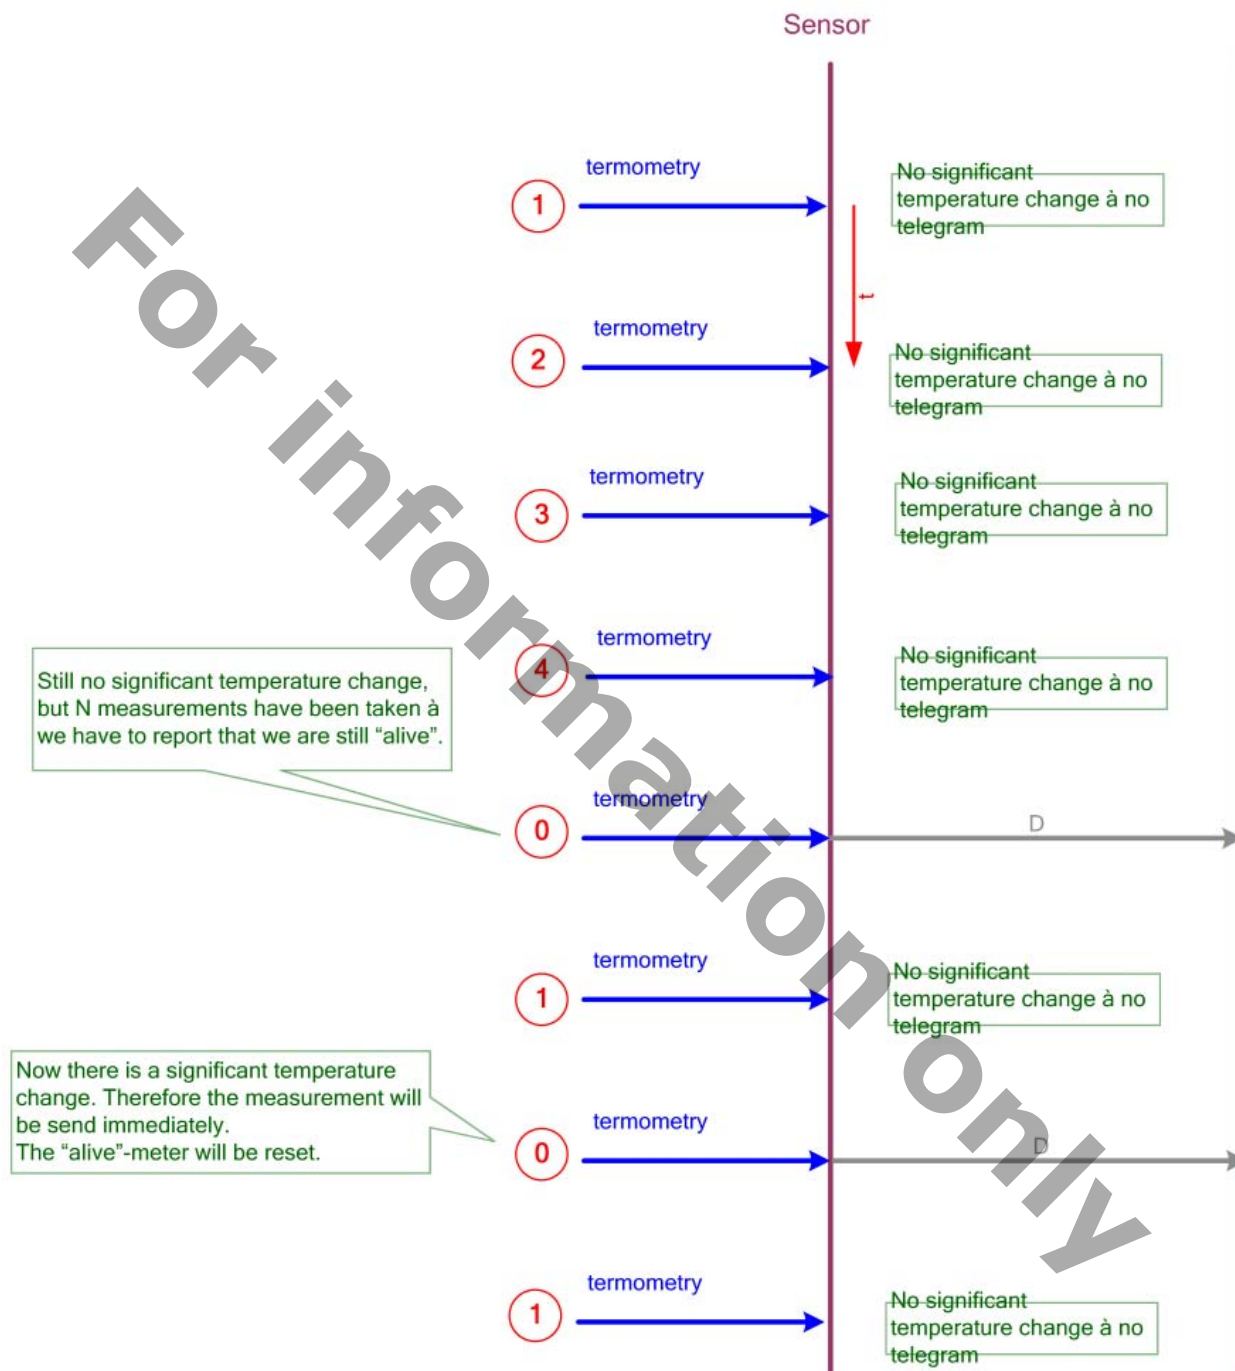 Sensor
termometry
1
No significant
temperature change à no
telegram
t
termometry
2
No significant
temperature change à no
telegram
termometry
3
No significant
temperature change à no
telegram
termometry
4
No significant
temperature change à no
telegram
Still no significant temperature change,
but N measurements have been taken à
we have to report that we are still “alive”.
termometry
0
D
termometry
1
No significant
temperature change à no
telegram
Now there is a significant temperature
change. Therefore the measurement will
be send immediately.
The “alive”-meter will be reset.
termometry
0
D
termometry
1
No significant
temperature change à no
telegram
For information only